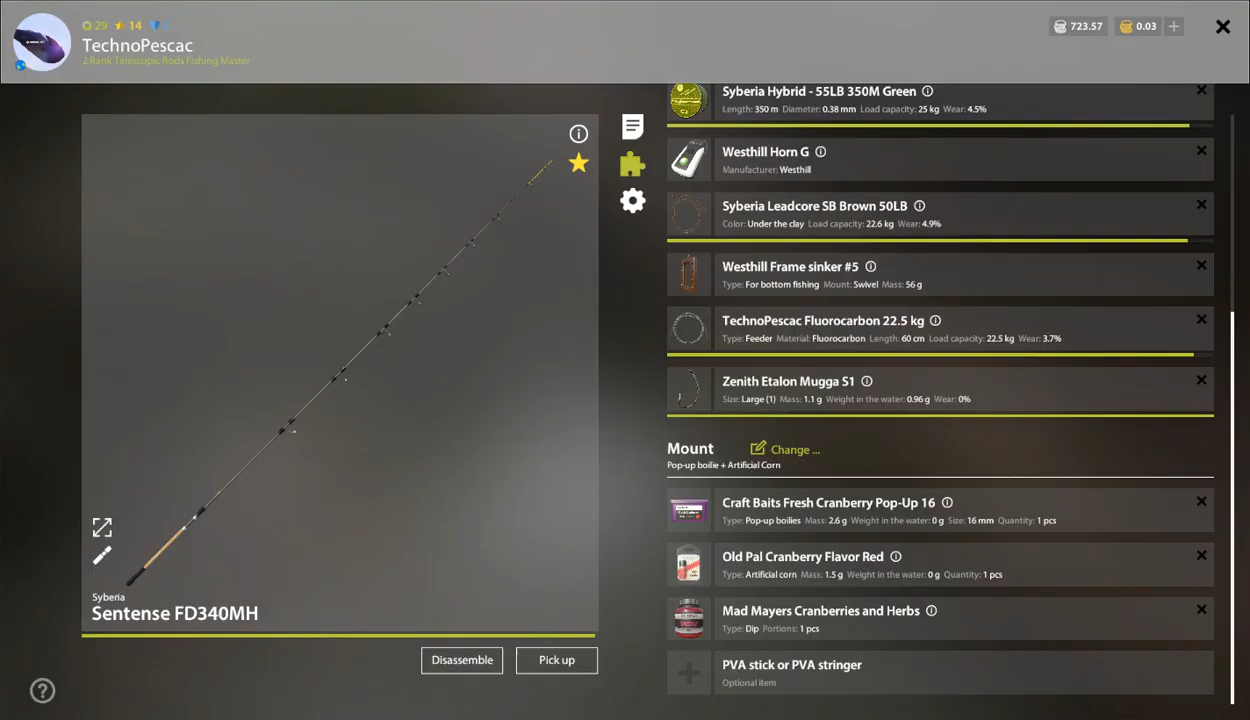 29 14
TechnoPescac
2 Rank Telescopic Rods Fishing Master
723.57 0.03 +
Syberia Hybrid - 55LB 350M Green
Length: 350 m Diameter: 0.38 mm Load capacity: 25 kg Wear: 4.5%
Westhill Horn G
Manufacturer: Westhill
Syberia Leadcore SB Brown 50LB
Color: Under the clay Load capacity: 22.6 kg Wear: 4.9%
Westhill Frame sinker #5
Type: For bottom fishing Mount: Swivel Mass: 56 g
TechnoPescac Fluorocarbon 22.5 kg
Type: Feeder Material: Fluorocarbon Length: 60 cm Load capacity: 22.5 kg Wear: 3.7%
Zenith Etalon Mugga S1
Size: Large (1) Mass: 1.1 g Weight in the water: 0.96 g Wear: 0%
Mount Change ...
Pop-up boilie + Artificial Corn
Craft Baits Fresh Cranberry Pop-Up 16
Type: Pop-up boilies Mass: 2.6 g Weight in the water: 0 g Size: 16 mm Quantity: 1 pcs
Old Pal Cranberry Flavor Red
Type: Artificial corn Mass: 1.5 g Weight in the water: 0 g Quantity: 1 pcs
Mad Mayers Cranberries and Herbs
Type: Dip Portions: 1 pcs
PVA stick or PVA stringer
Optional item
Syberia
Sentense FD340MH
Disassemble Pick up
?